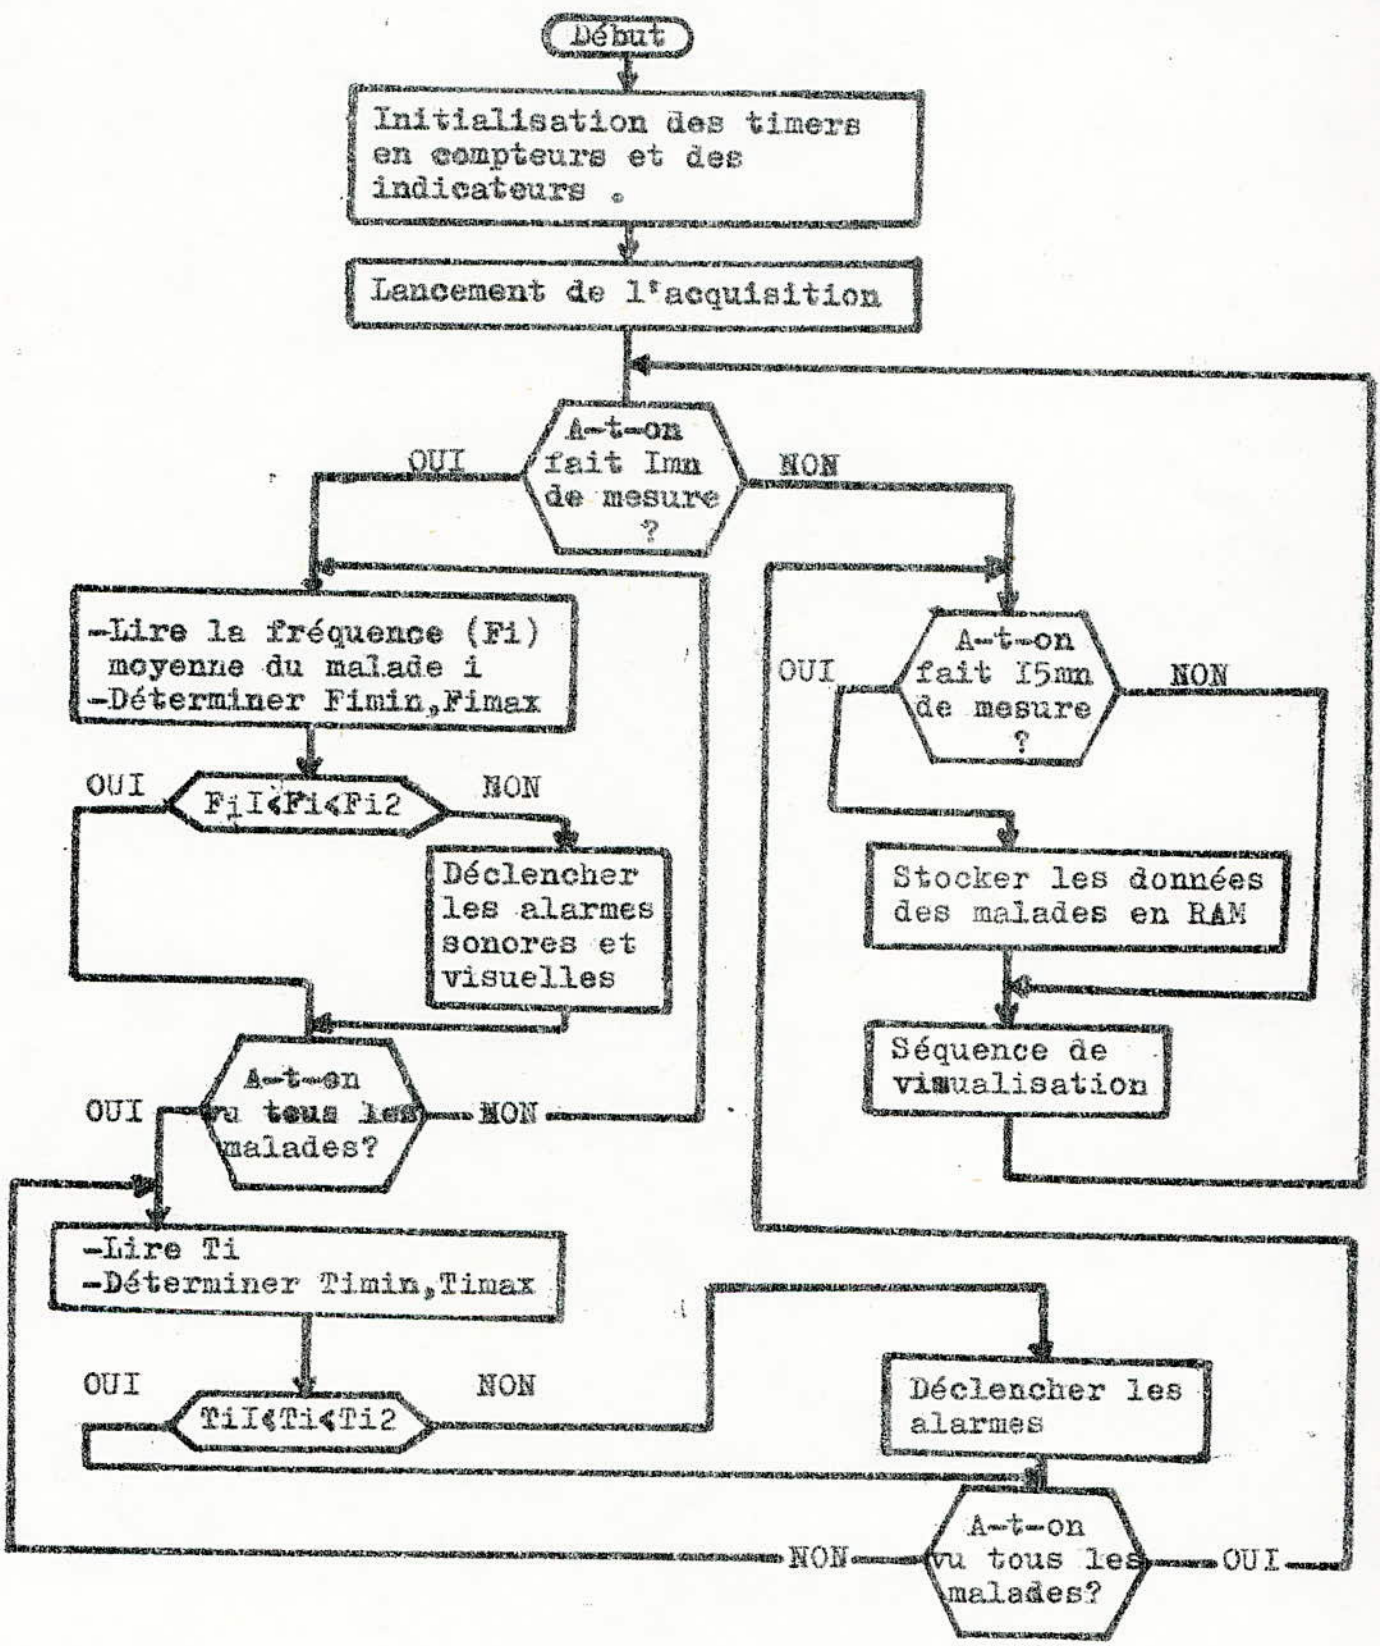 Début
Initialisation des timers
en compteurs et des
indicateurs .
Lancement de l'acquisition
A-t-on
fait Imn
de mesure
?
OUI
NON
-Lire la fréquence (Fi)
moyenne du malade i
-Déterminer Fimin,Fimax
OUI
FiI≤Fi≤Fi2
NON
Déclencher
les alarmes
sonores et
visuelles
A-t-on
vu tous les
malades?
OUI
NON
A-t-on
fait I5mn
de mesure
?
OUI
NON
Stocker les données
des malades en RAM
Séquence de
visualisation
-Lire Ti
-Déterminer Timin,Timax
OUI
TiI≤Ti≤Ti2
NON
Déclencher les
alarmes
A-t-on
vu tous les
malades?
NON
OUI